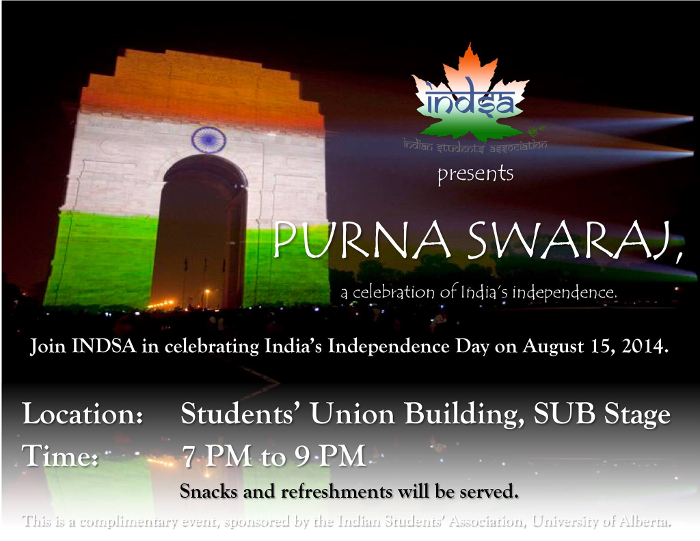 indsa
indian students association
presents
PURNA SWARAJ,
a celebration of India's independence.
Join INDSA in celebrating India's Independence Day on August 15, 2014.
Location: Students' Union Building, SUB Stage
Time: 7 PM to 9 PM
Snacks and refreshments will be served.
This is a complimentary event, sponsored by the Indian Students' Association, University of Alberta.